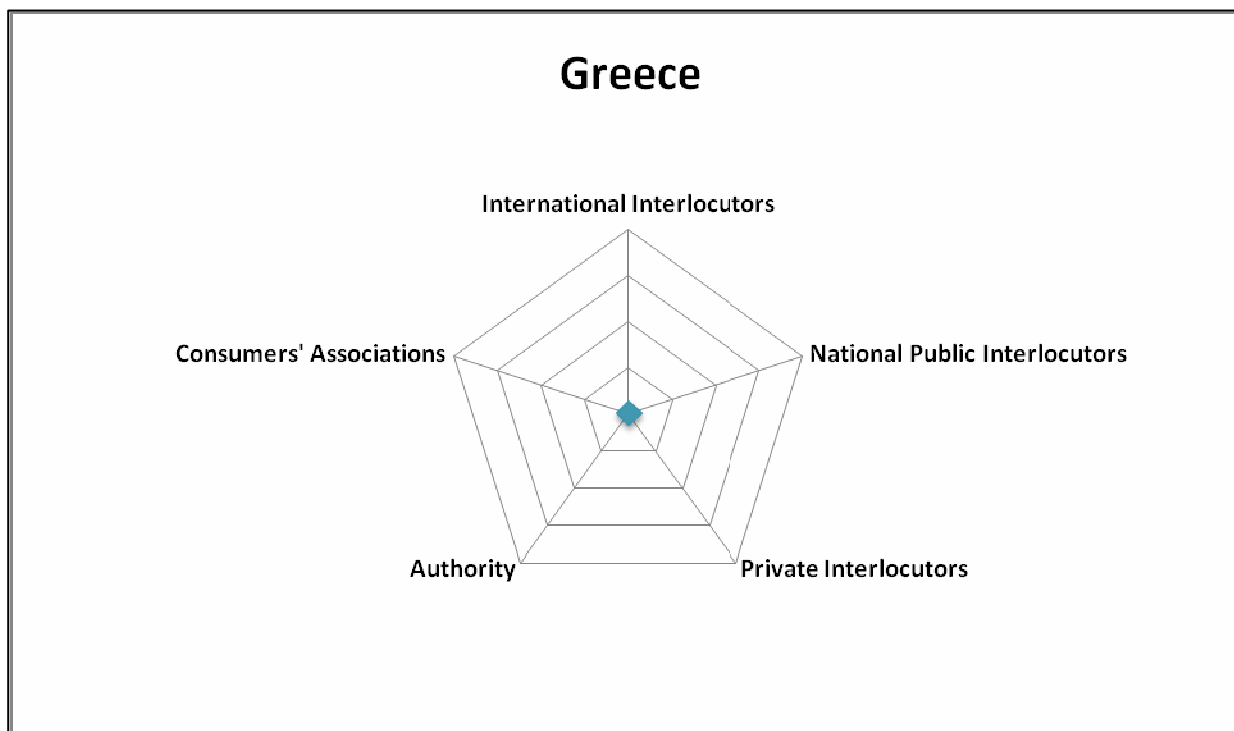 Greece
International Interlocutors
Consumers' Associations
National Public Interlocutors
Authority
Private Interlocutors